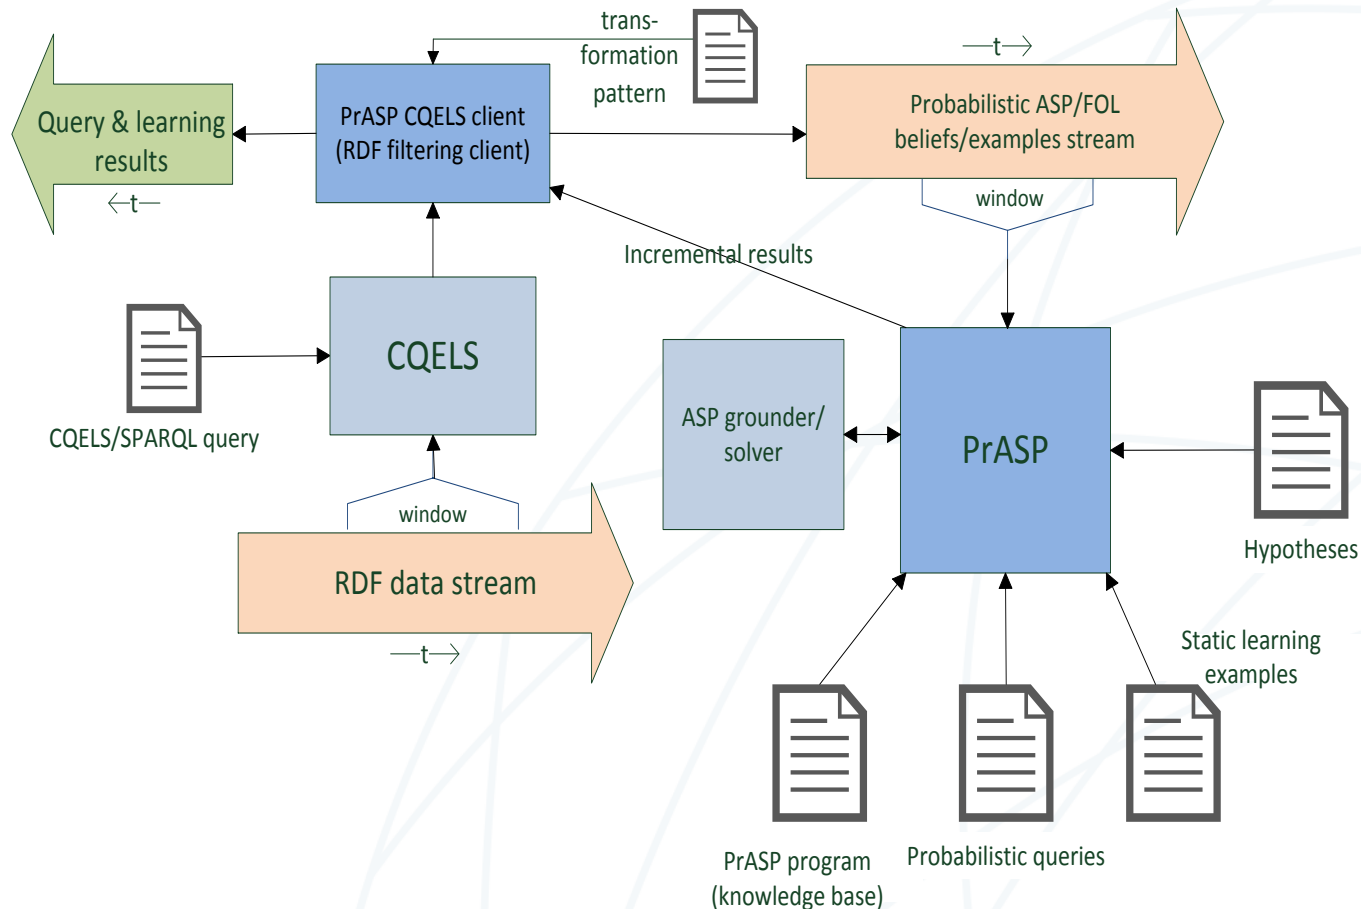 trans-
formation
pattern
—t→
Query & learning
results
←t—
PrASP CQELS client
(RDF filtering client)
Probabilistic ASP/FOL
beliefs/examples stream
window
Incremental results
CQELS
CQELS/SPARQL query
ASP grounder/
solver
PrASP
Hypotheses
window
RDF data stream
—t→
Static learning
examples
PrASP program
(knowledge base)
Probabilistic queries